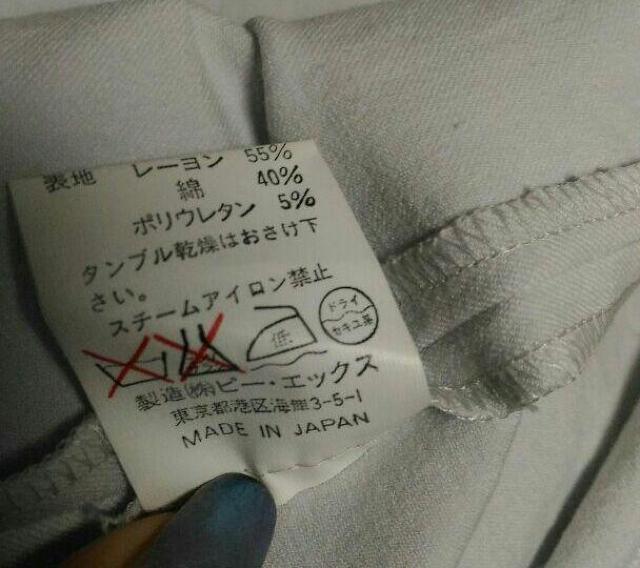 表地 レーヨン 55%
綿 40%
ポリウレタン 5%
タンブル乾燥はおさけ下
さい。
スチームアイロン禁止
低
ドライ
セキユ系
製造(株)ビー・エックス
東京都港区海岸3-5-1
MADE IN JAPAN